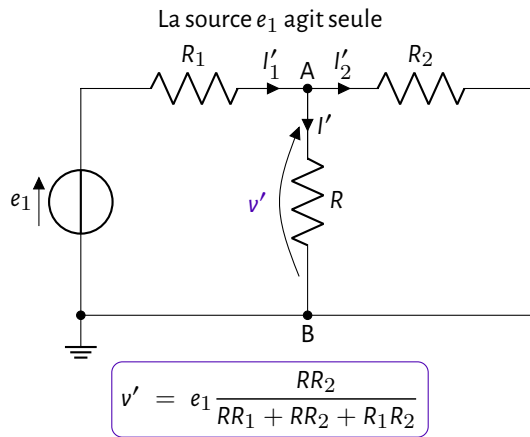 La source e₁ agit seule
R₁ I′₁ A I′₂ R₂
I′
e₁ v′ R
B
v′ = e₁ RR₂ / (RR₁ + RR₂ + R₁R₂)